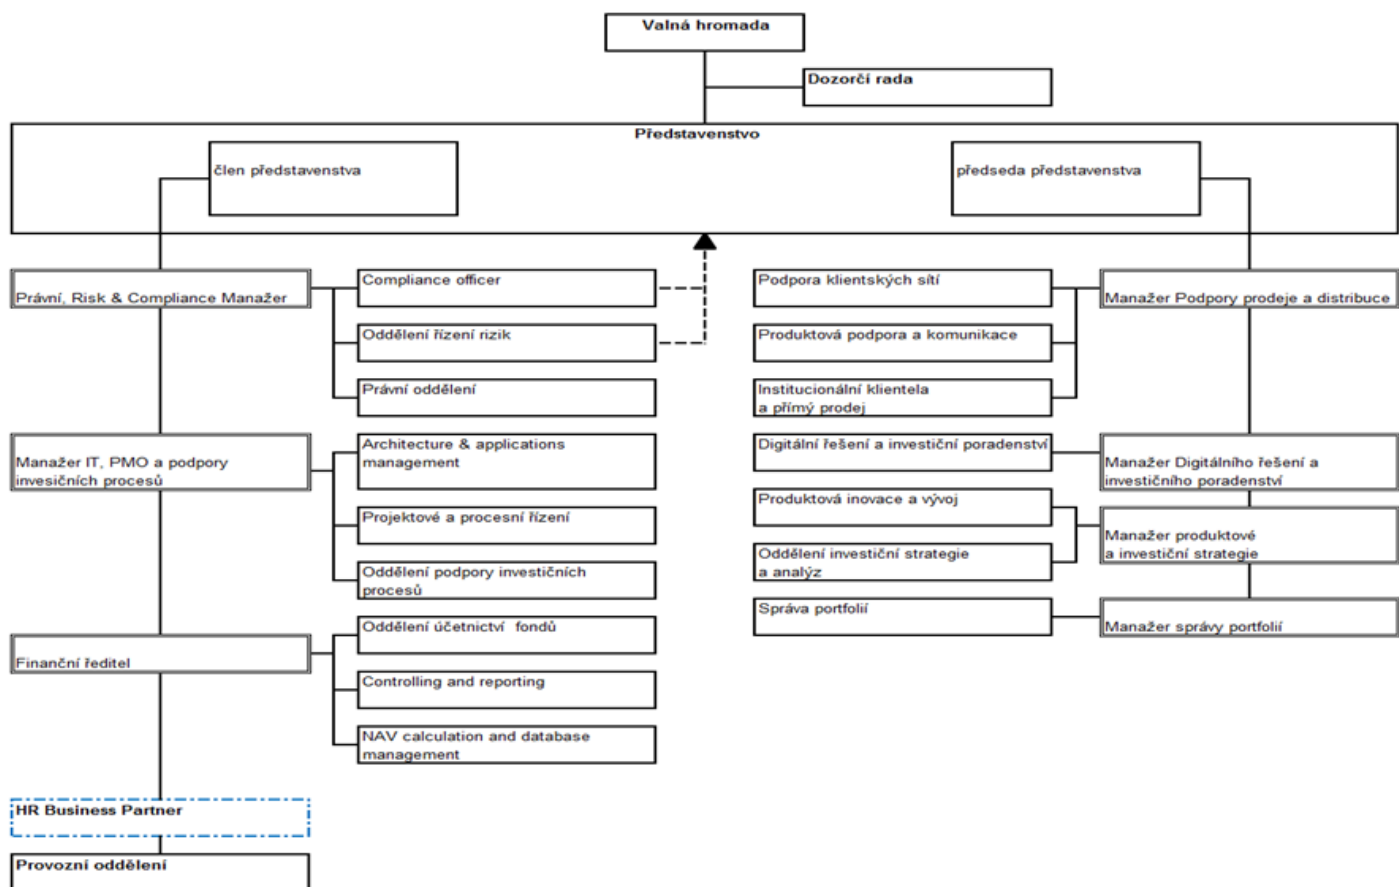 Valná hromada
Dozorčí rada
Představenstvo
člen představenstva
předseda představenstva
Právní, Risk & Compliance Manažer
Compliance officer
Oddělení řízení rizik
Právní oddělení
Manažer IT, PMO a podpory
invesičních procesů
Architecture & applications
management
Projektové a procesní řízení
Oddělení podpory investičních
procesů
Finanční ředitel
Oddělení účetnictví fondů
Controlling and reporting
NAV calculation and database
management
HR Business Partner
Provozní oddělení
Podpora klientských sítí
Produktová podpora a komunikace
Institucionální klientela
a přímý prodej
Manažer Podpory prodeje a distribuce
Digitální řešení a investiční poradenství
Manažer Digitálního řešení a
investičního poradenství
Produktová inovace a vývoj
Oddělení investiční strategie
a analýz
Manažer produktové
a investiční strategie
Správa portfolií
Manažer správy portfolií